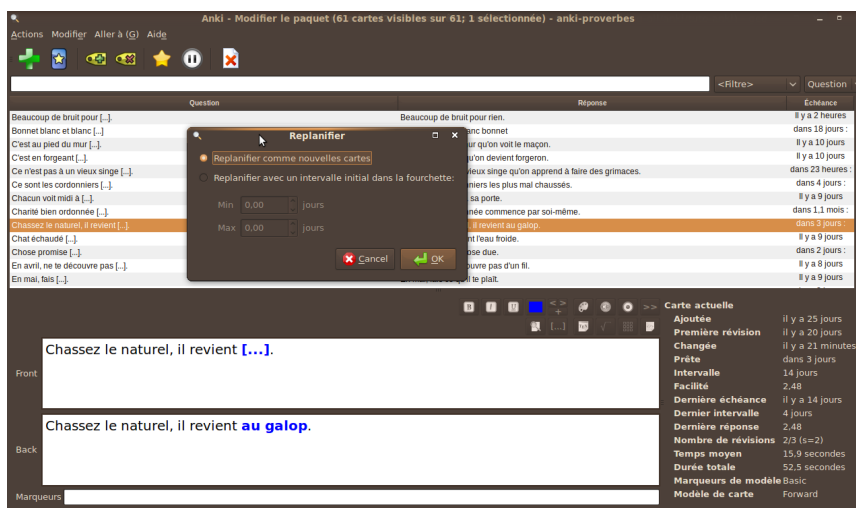 Anki - Modifier le paquet (61 cartes visibles sur 61; 1 sélectionnée) - anki-proverbes
Actions Modifier Aller à (G) Aide
<Filtre> Question
Question Réponse Échéance
Beaucoup de bruit pour [...]. Beaucoup de bruit pour rien. Il y a 2 heures
Bonnet blanc et blanc [...] anc bonnet dans 18 jours :
C'est au pied du mur [...]. ur qu'on voit le maçon. Il y a 10 jours
C'est en forgeant [...]. qu'on devient forgeron. Il y a 10 jours
Ce n'est pas à un vieux singe [...]. vieux singe qu'on apprend à faire des grimaces. dans 23 heures :
Ce sont les cordonniers [...]. niers les plus mal chaussés. dans 4 jours :
Chacun voit midi à [...]. sa porte. Il y a 9 jours
Charité bien ordonnée [...]. née commence par soi-même. dans 1,1 mois :
Chassez le naturel, il revient [...]. , il revient au galop. dans 3 jours :
Chat échaudé [...]. nt l'eau froide. Il y a 9 jours
Chose promise [...]. ose due. dans 2 jours :
En avril, ne te découvre pas [...]. ouvre pas d'un fil. Il y a 8 jours
En mai, fais [...]. il te plaît. Il y a 9 jours
Replanifier
Replanifier comme nouvelles cartes
Replanifier avec un intervalle initial dans la fourchette:
Min 0,00 jours
Max 0,00 jours
Cancel OK
Front
Chassez le naturel, il revient [...].
Back
Chassez le naturel, il revient au galop.
Marqueurs
Carte actuelle
Ajoutée il y a 25 jours
Première révision il y a 20 jours
Changée il y a 21 minutes
Prête dans 3 jours
Intervalle 14 jours
Facilité 2,48
Dernière échéance il y a 14 jours
Dernier intervalle 4 jours
Dernière réponse 2,48
Nombre de révisions 2/3 (s=2)
Temps moyen 15,9 secondes
Durée totale 52,5 secondes
Marqueurs de modèle Basic
Modèle de carte Forward